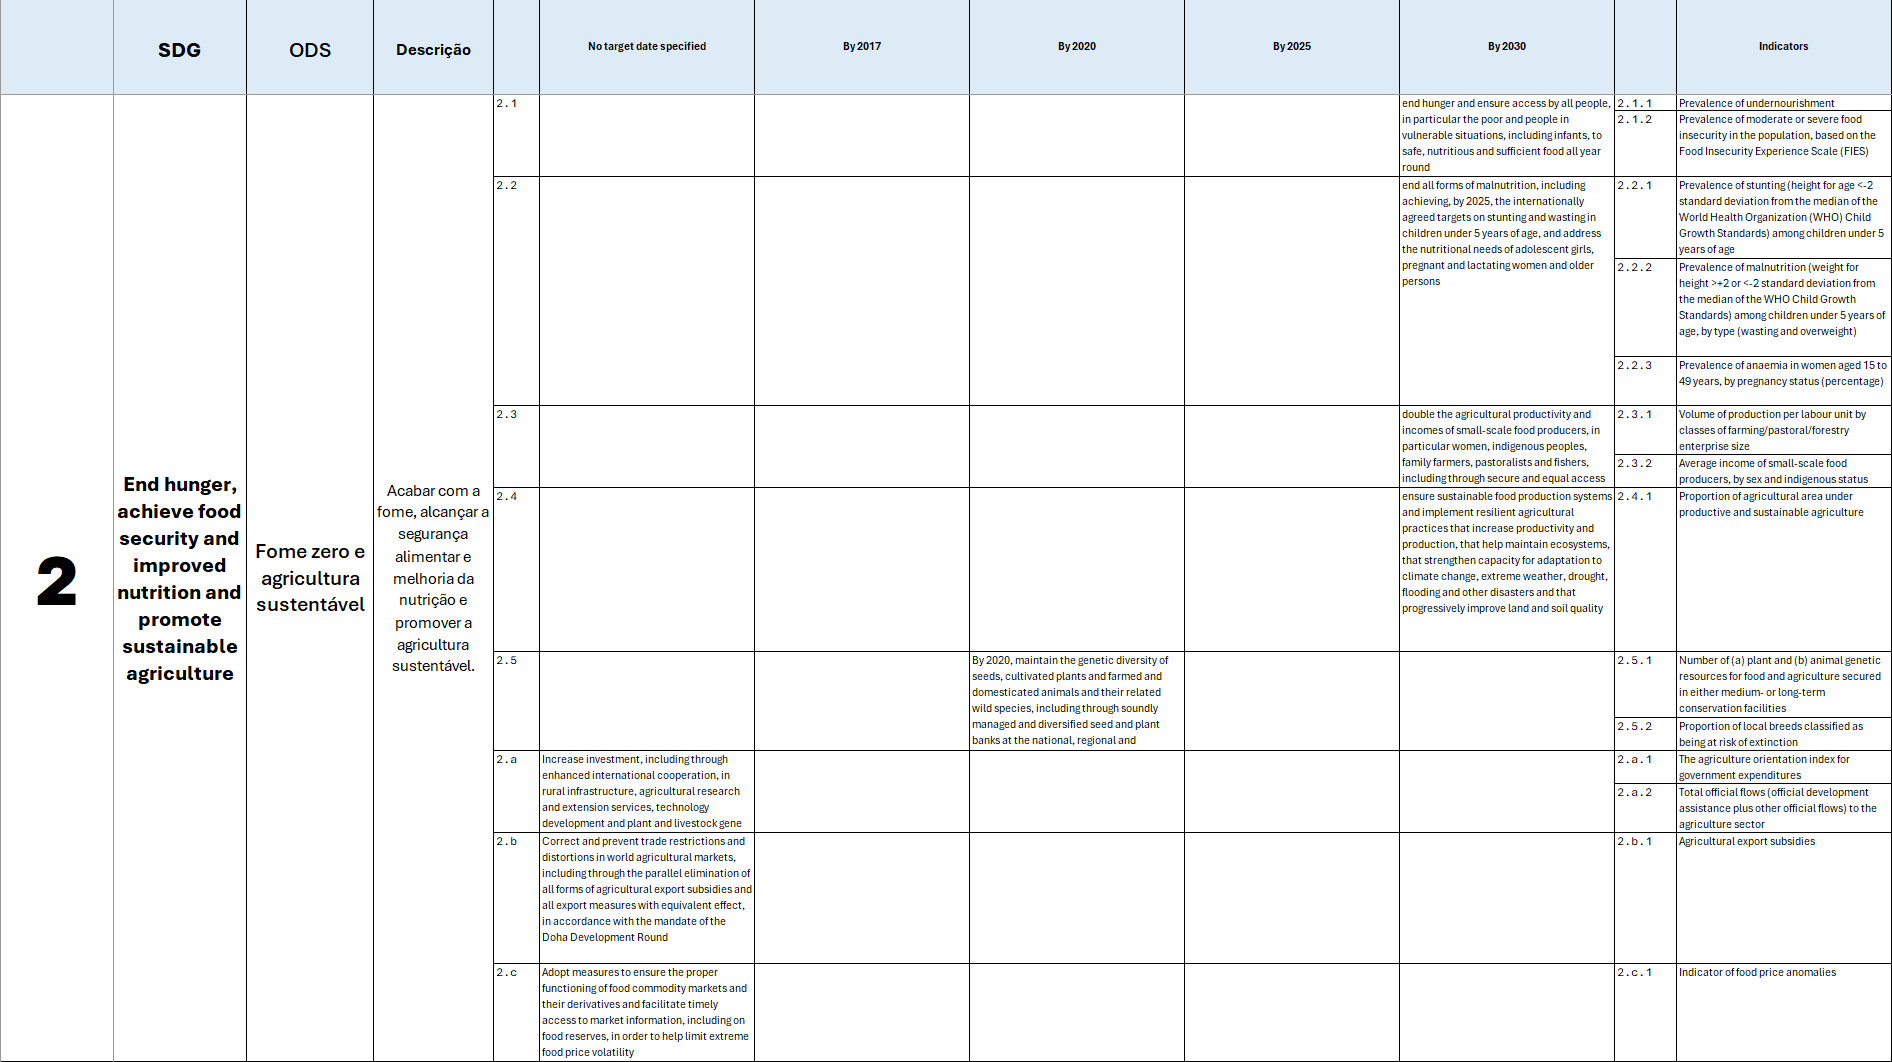 SDG
ODS
Descrição
No target date specified
By 2017
By 2020
By 2025
By 2030
Indicators
2
End hunger,
achieve food
security and
improved
nutrition and
promote
sustainable
agriculture
Fome zero e
agricultura
sustentável
Acabar com a
fome, alcançar a
segurança
alimentar e
melhoria da
nutrição e
promover a
agricultura
sustentável.
2.1
end hunger and ensure access by all people,
in particular the poor and people in
vulnerable situations, including infants, to
safe, nutritious and sufficient food all year
round
2.1.1
Prevalence of undernourishment
2.1.2
Prevalence of moderate or severe food
insecurity in the population, based on the
Food Insecurity Experience Scale (FIES)
2.2
end all forms of malnutrition, including
achieving, by 2025, the internationally
agreed targets on stunting and wasting in
children under 5 years of age, and address
the nutritional needs of adolescent girls,
pregnant and lactating women and older
persons
2.2.1
Prevalence of stunting (height for age <-2
standard deviation from the median of the
World Health Organization (WHO) Child
Growth Standards) among children under 5
years of age
2.2.2
Prevalence of malnutrition (weight for
height >+2 or <-2 standard deviation from
the median of the WHO Child Growth
Standards) among children under 5 years of
age, by type (wasting and overweight)
2.2.3
Prevalence of anaemia in women aged 15 to
49 years, by pregnancy status (percentage)
2.3
double the agricultural productivity and
incomes of small-scale food producers, in
particular women, indigenous peoples,
family farmers, pastoralists and fishers,
including through secure and equal access
2.3.1
Volume of production per labour unit by
classes of farming/pastoral/forestry
enterprise size
2.3.2
Average income of small-scale food
producers, by sex and indigenous status
2.4
ensure sustainable food production systems
and implement resilient agricultural
practices that increase productivity and
production, that help maintain ecosystems,
that strengthen capacity for adaptation to
climate change, extreme weather, drought,
flooding and other disasters and that
progressively improve land and soil quality
2.4.1
Proportion of agricultural area under
productive and sustainable agriculture
2.5
By 2020, maintain the genetic diversity of
seeds, cultivated plants and farmed and
domesticated animals and their related
wild species, including through soundly
managed and diversified seed and plant
banks at the national, regional and
2.5.1
Number of (a) plant and (b) animal genetic
resources for food and agriculture secured
in either medium- or long-term
conservation facilities
2.5.2
Proportion of local breeds classified as
being at risk of extinction
2.a
Increase investment, including through
enhanced international cooperation, in
rural infrastructure, agricultural research
and extension services, technology
development and plant and livestock gene
2.a.1
The agriculture orientation index for
government expenditures
2.a.2
Total official flows (official development
assistance plus other official flows) to the
agriculture sector
2.b
Correct and prevent trade restrictions and
distortions in world agricultural markets,
including through the parallel elimination of
all forms of agricultural export subsidies and
all export measures with equivalent effect,
in accordance with the mandate of the
Doha Development Round
2.b.1
Agricultural export subsidies
2.c
Adopt measures to ensure the proper
functioning of food commodity markets and
their derivatives and facilitate timely
access to market information, including on
food reserves, in order to help limit extreme
food price volatility
2.c.1
Indicator of food price anomalies